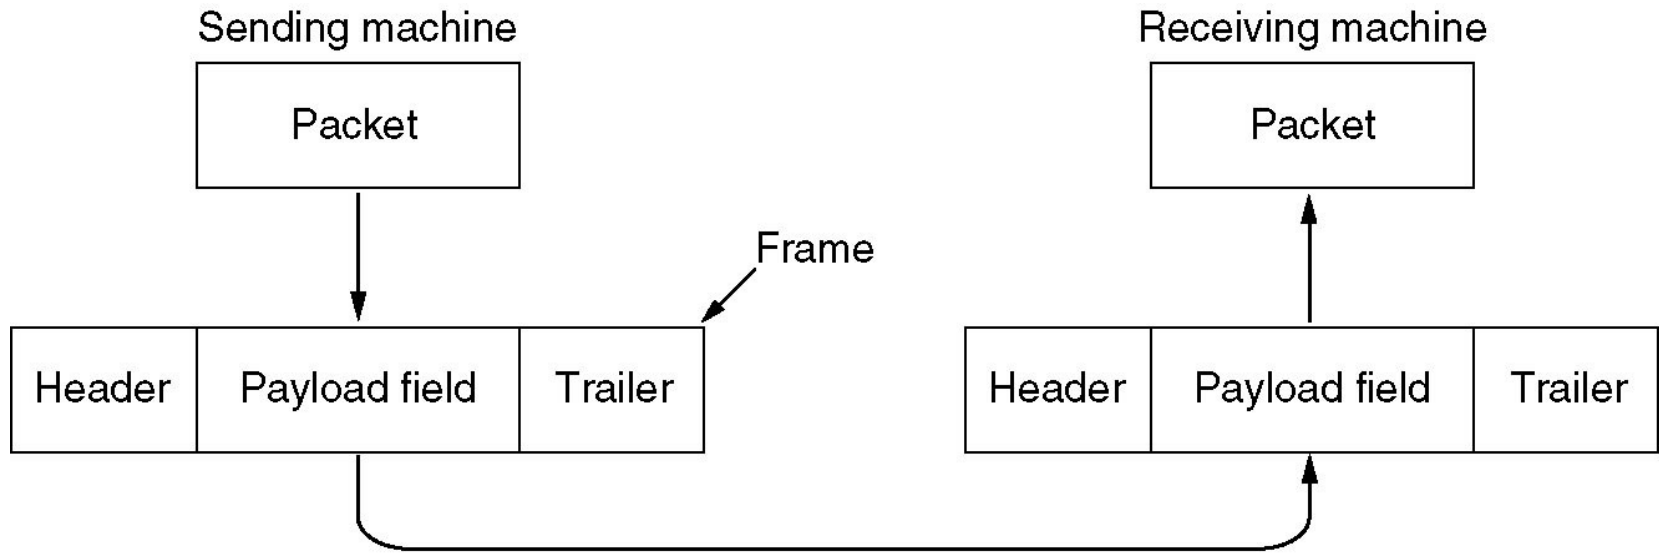 Sending machine
Receiving machine
Packet
Packet
Frame
Header
Payload field
Trailer
Header
Payload field
Trailer